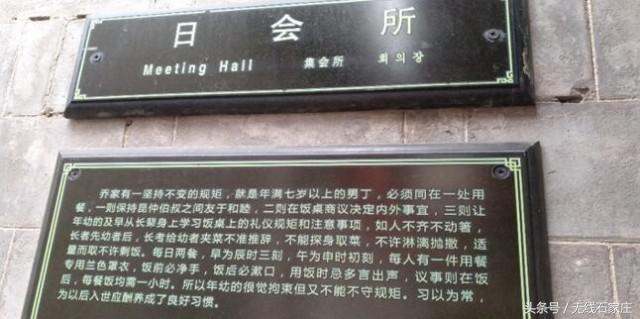 日 会 所
Meeting Hall 集会所 회의장
乔家有一坚持不变的规矩，就是年满七岁以上的男丁，必须同在一处用
餐，一则保持昆仲伯叔之间友于和睦，二则在饭桌商议决定内外事宜，三则让
年幼的及早从长辈身上学习饭桌上的礼仪规矩和注意事项，如人不齐不动箸，
长者先幼者后，长者给幼者夹菜不准推辞，不能探身取菜，不许淋漓抛撒，适
量而取不许剩饭。每日两餐，早为辰时三刻，午为申时初刻，每人有一件用餐
专用兰色罩衣，饭前必净手，饭后必漱口，用饭时忌多言出声，议事则在饭
后，每餐饭均需一小时。所以年幼的很觉拘束但又不能不守规矩。习以为常，
为以后入世应酬养成了良好习惯。
头条号／无线石家庄